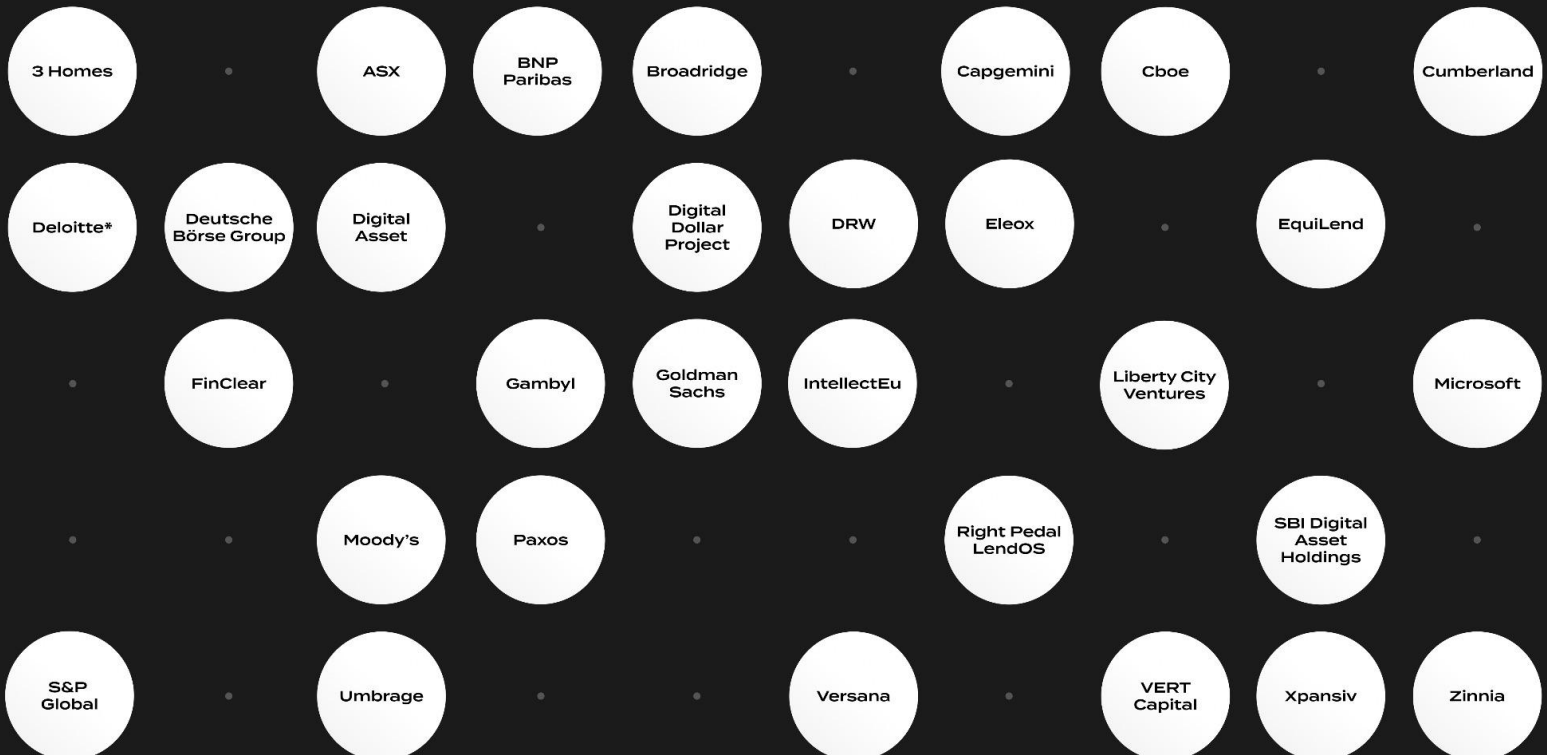 3 Homes
ASX
BNP
Paribas
Broadridge
Capgemini
Cboe
Cumberland
Deloitte*
Deutsche
Börse Group
Digital
Asset
Digital
Dollar
Project
DRW
Eleox
EquiLend
FinClear
Gambyl
Goldman
Sachs
IntellectEu
Liberty City
Ventures
Microsoft
Moody’s
Paxos
Right Pedal
LendOS
SBI Digital
Asset
Holdings
S&P
Global
Umbrage
Versana
VERT
Capital
Xpansiv
Zinnia